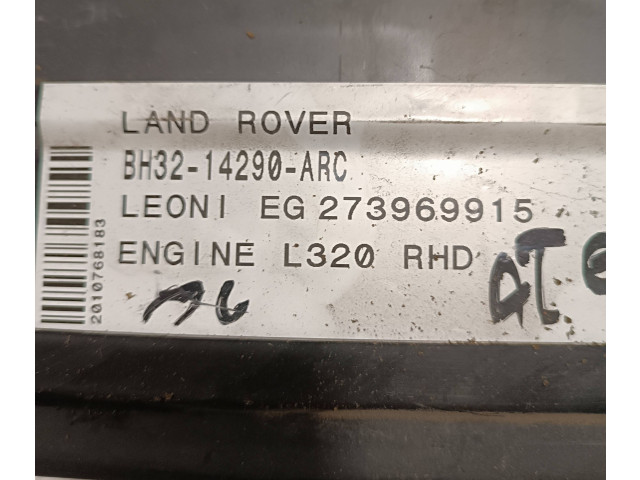 LAND ROVER
BH32-14290-ARC
LEONI EG 273969915
ENGINE L320 RHD
2010768183